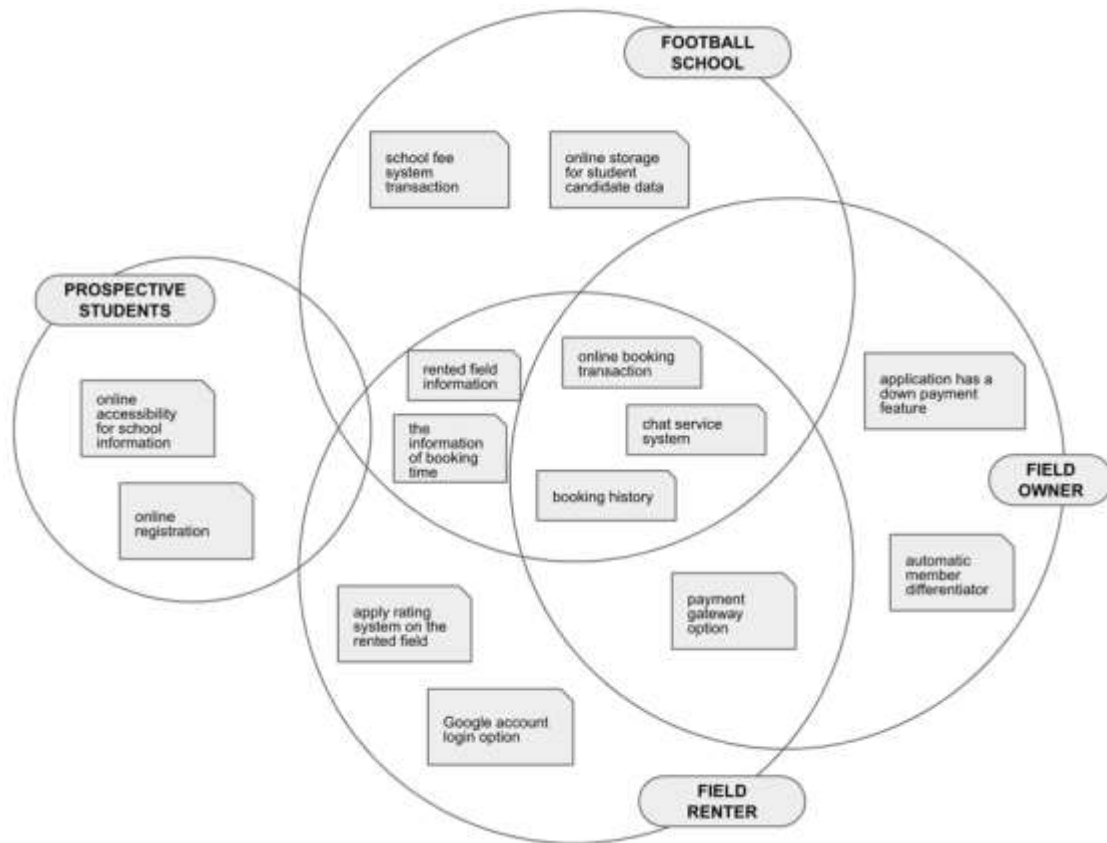 FOOTBALL
SCHOOL
school fee
system
transaction
online storage
for student
candidate data
PROSPECTIVE
STUDENTS
online
accessibility
for school
information
online
registration
rented field
information
the
information
of booking
time
online booking
transaction
chat service
system
booking history
application has a
down payment
feature
FIELD
OWNER
automatic
member
differentiator
payment
gateway
option
apply rating
system on the
rented field
Google account
login option
FIELD
RENTER